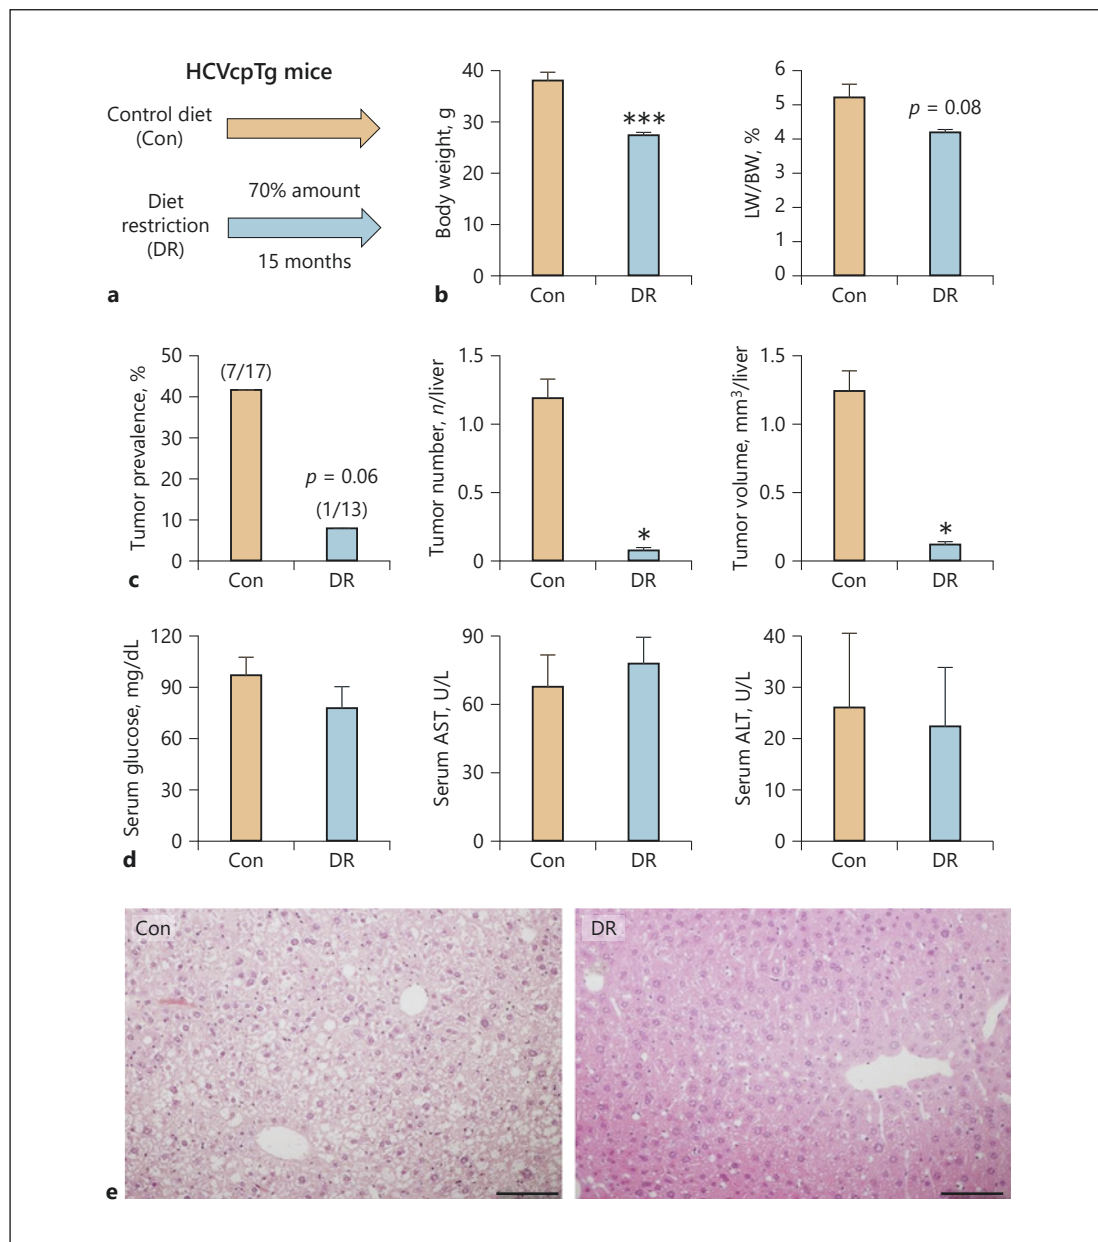 HCVcpTg mice
Control diet
(Con)
Diet
restriction
(DR)
70% amount
15 months
a
Body weight, g
40
30
20
10
0
***
Con
DR
b
LW/BW, %
6
5
4
3
2
1
0
p = 0.08
Con
DR
Tumor prevalence, %
50
40
30
20
10
0
(7/17)
p = 0.06
(1/13)
Con
DR
c
Tumor number, n/liver
1.5
1.0
0.5
0
*
Con
DR
Tumor volume, mm³/liver
1.5
1.0
0.5
0
*
Con
DR
Serum glucose, mg/dL
120
90
60
30
0
Con
DR
d
Serum AST, U/L
90
60
30
0
Con
DR
Serum ALT, U/L
40
30
20
10
0
Con
DR
Con
DR
e